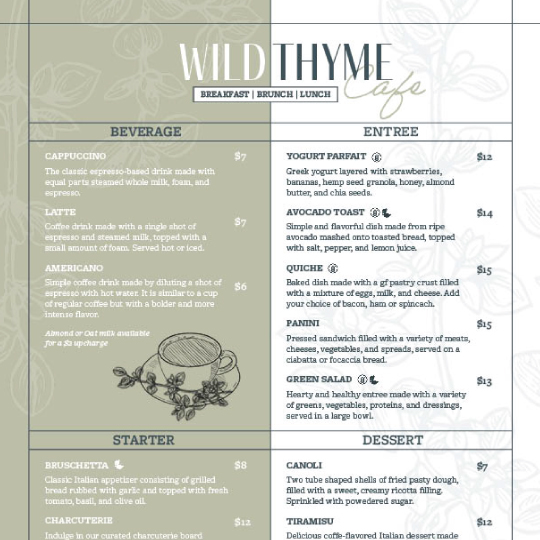 WILD THYME
Cafe
BREAKFAST | BRUNCH | LUNCH
BEVERAGE
CAPPUCCINO $7
The classic espresso-based drink made with
equal parts steamed whole milk, foam, and
espresso.
LATTE $7
Coffee drink made with a single shot of
espresso and steamed milk, topped with a
small amount of foam. Served hot or iced.
AMERICANO $6
Simple coffee drink made by diluting a shot of
espresso with hot water. It is similar to a cup
of regular coffee but with a bolder and more
intense flavor.
Almond or Oat milk available
for a $2 upcharge
STARTER
BRUSCHETTA $8
Classic Italian appetizer consisting of grilled
bread rubbed with garlic and topped with fresh
tomato, basil, and olive oil.
CHARCUTERIE $12
Indulge in our curated charcuterie board
ENTREE
YOGURT PARFAIT $12
Greek yogurt layered with strawberries,
bananas, hemp seed granola, honey, almond
butter, and chia seeds.
AVOCADO TOAST $14
Simple and flavorful dish made from ripe
avocado mashed onto toasted bread, topped
with salt, pepper, and lemon juice.
QUICHE $15
Baked dish made with a gf pastry crust filled
with a mixture of eggs, milk, and cheese. Add
your choice of bacon, ham or spinach.
PANINI $15
Pressed sandwich filled with a variety of meats,
cheeses, vegetables, and spreads, served on a
ciabatta or focaccia bread.
GREEN SALAD $13
Hearty and healthy entree made with a variety
of greens, vegetables, proteins, and dressings,
served in a large bowl.
DESSERT
CANOLI $7
Two tube shaped shells of fried pasty dough,
filled with a sweet, creamy ricotta filling.
Sprinkled with powdered sugar.
TIRAMISU $12
Delicious coffe-flavored Italian dessert made